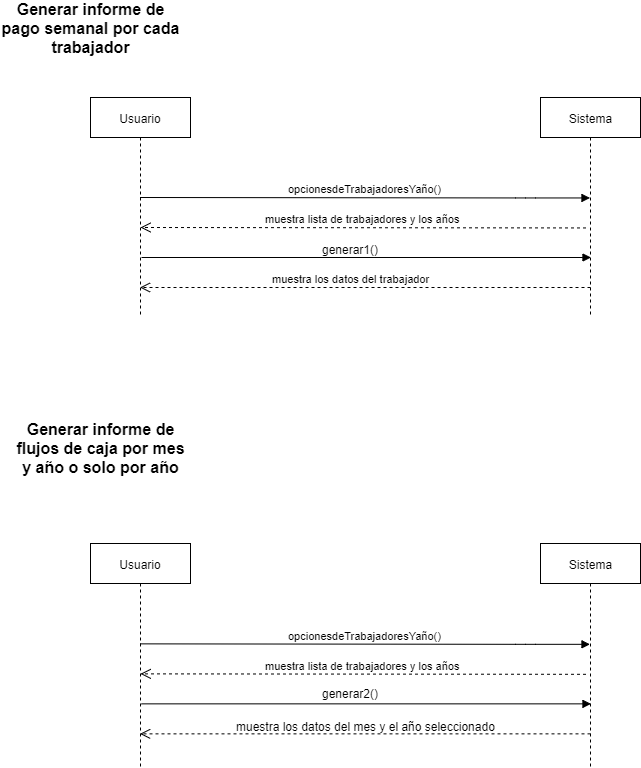 Generar informe de
pago semanal por cada
trabajador
Usuario
Sistema
opcionesdeTrabajadoresYaño()
muestra lista de trabajadores y los años
generar1()
muestra los datos del trabajador
Generar informe de
flujos de caja por mes
y año o solo por año
Usuario
Sistema
opcionesdeTrabajadoresYaño()
muestra lista de trabajadores y los años
generar2()
muestra los datos del mes y el año seleccionado